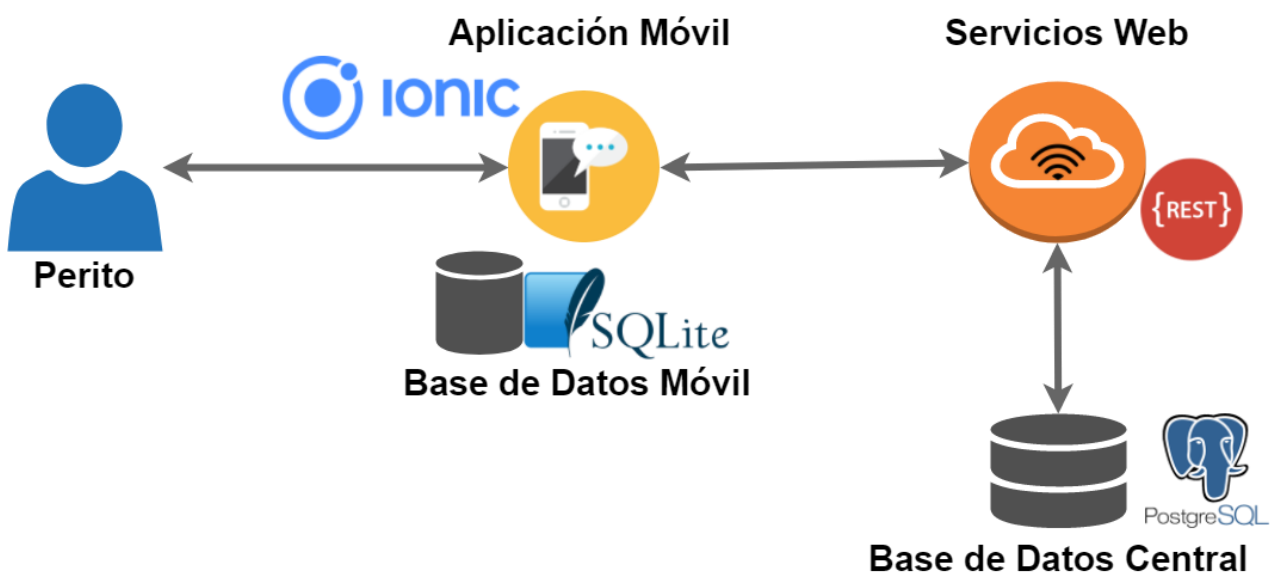 Aplicación Móvil
Servicios Web
ionic
{REST}
Perito
SQLite
Base de Datos Móvil
PostgreSQL
Base de Datos Central